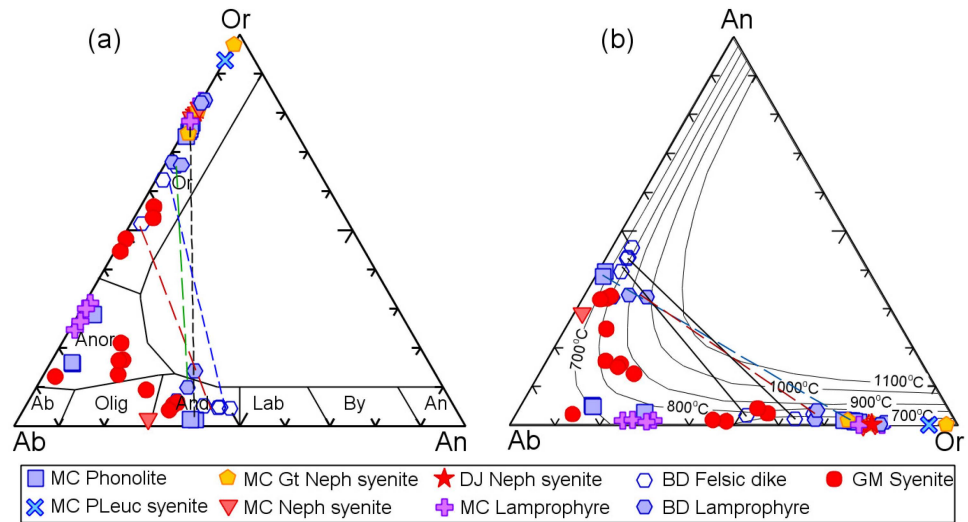 (a)
Or
Or
Anor
Ab
Olig
And
Lab
By
An
Ab
An
(b)
An
700°C
800°C
1000°C
1100°C
900°C
700°C
Ab
Or
MC Phonolite
MC Gt Neph syenite
DJ Neph syenite
BD Felsic dike
GM Syenite
MC PLeuc syenite
MC Neph syenite
MC Lamprophyre
BD Lamprophyre